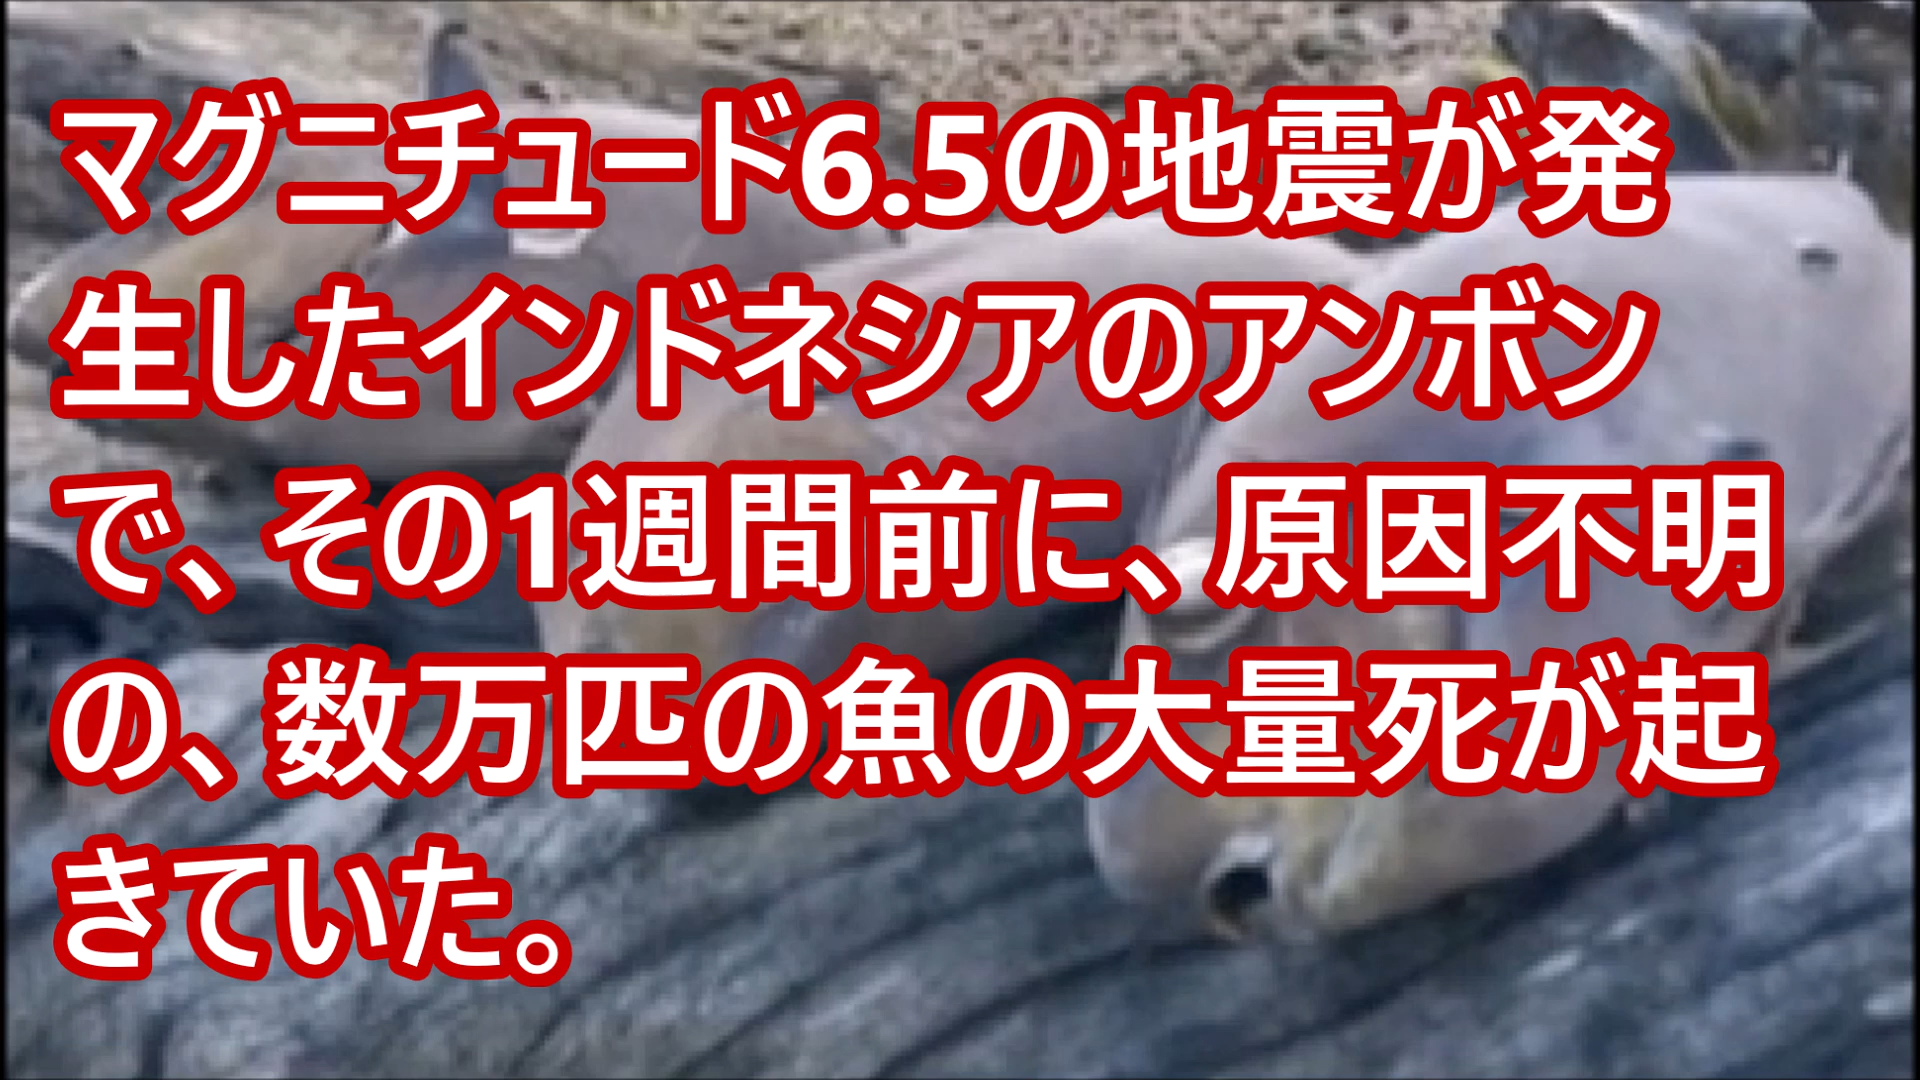 マグニチュード6.5の地震が発
生したインドネシアのアンボン
で、その1週間前に、原因不明
の、数万匹の魚の大量死が起
きていた。